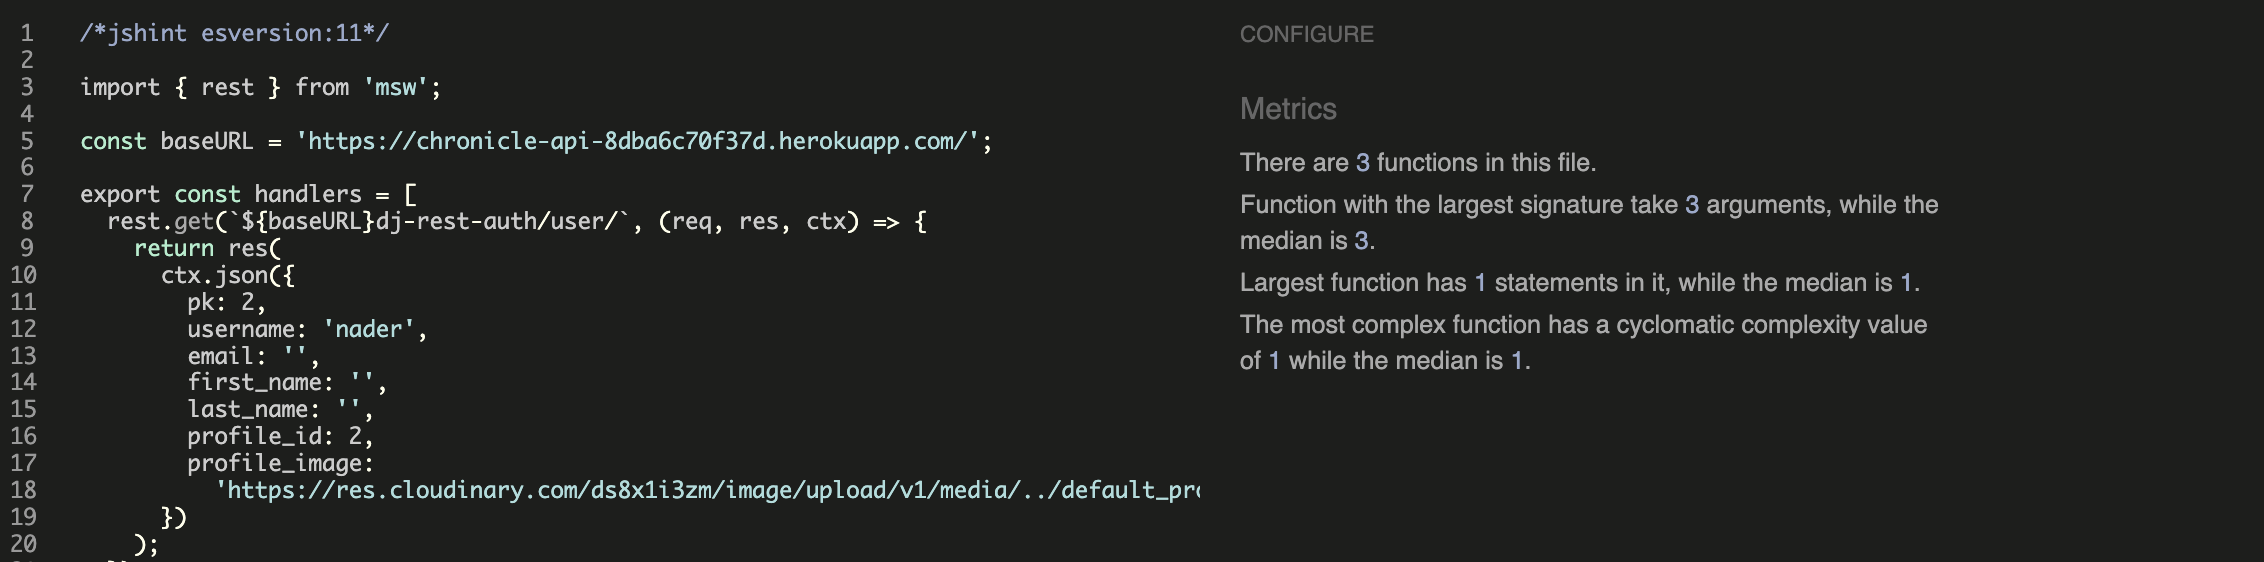 1 /*jshint esversion:11*/
2
3 import { rest } from 'msw';
4
5 const baseURL = 'https://chronicle-api-8dba6c70f37d.herokuapp.com/';
6
7 export const handlers = [
8 rest.get(`${baseURL}dj-rest-auth/user/`, (req, res, ctx) => {
9 return res(
10 ctx.json({
11 pk: 2,
12 username: 'nader',
13 email: '',
14 first_name: '',
15 last_name: '',
16 profile_id: 2,
17 profile_image:
18 'https://res.cloudinary.com/ds8x1i3zm/image/upload/v1/media/../default_pr
19 })
20 );
CONFIGURE
Metrics
There are 3 functions in this file.
Function with the largest signature take 3 arguments, while the
median is 3.
Largest function has 1 statements in it, while the median is 1.
The most complex function has a cyclomatic complexity value
of 1 while the median is 1.